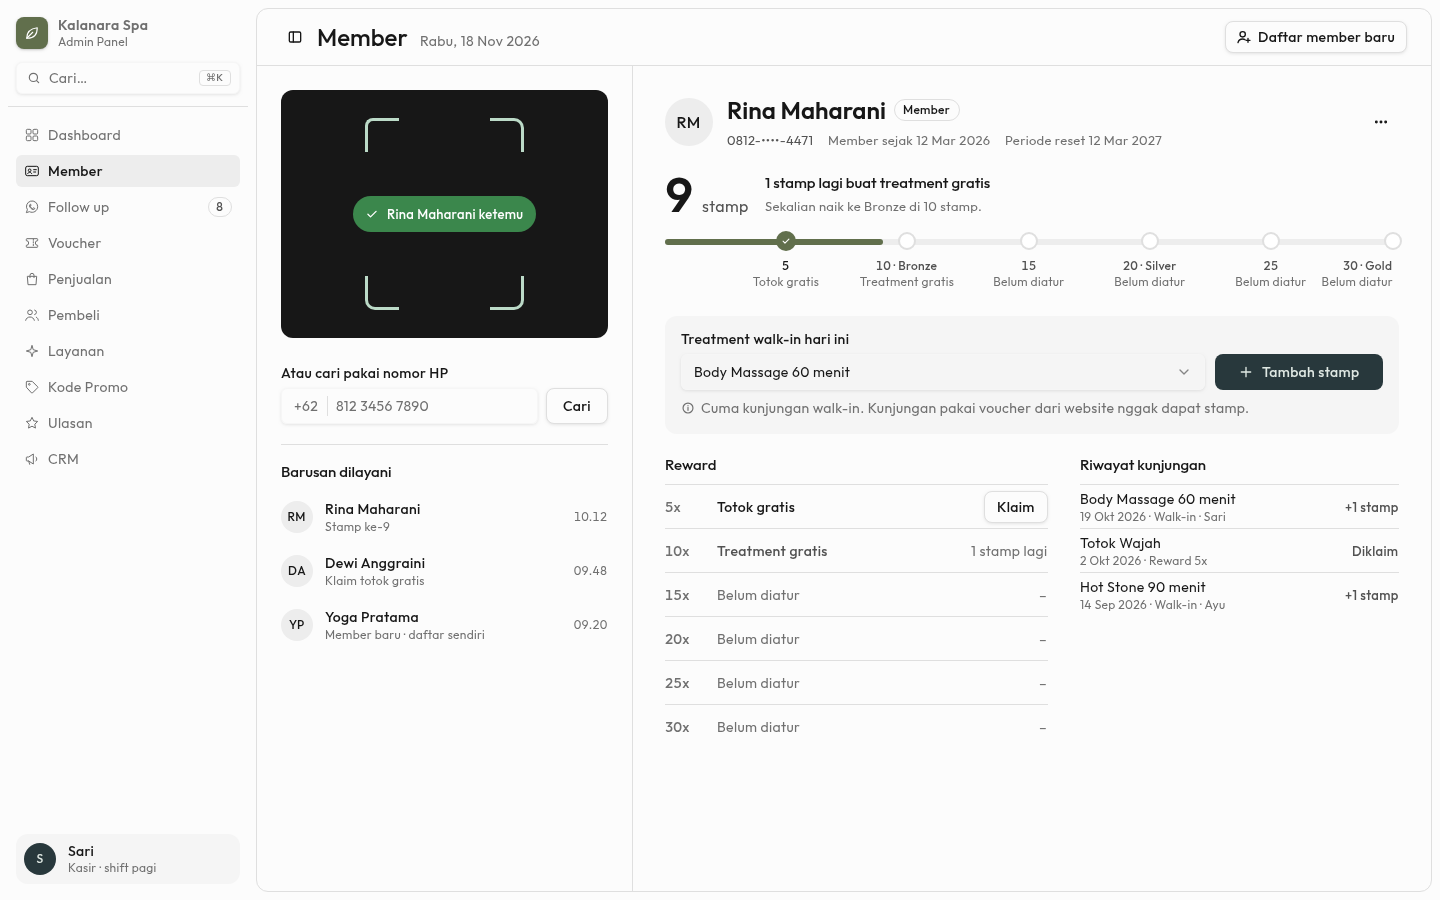 Kalanara Spa
Admin Panel
Cari...
⌘K
Dashboard
Member
Follow up
8
Voucher
Penjualan
Pembeli
Layanan
Kode Promo
Ulasan
CRM
S
Sari
Kasir · shift pagi
Member
Rabu, 18 Nov 2026
Daftar member baru
Rina Maharani ketemu
Atau cari pakai nomor HP
+62
812 3456 7890
Cari
Barusan dilayani
RM
Rina Maharani
Stamp ke-9
10.12
DA
Dewi Anggraini
Klaim totok gratis
09.48
YP
Yoga Pratama
Member baru · daftar sendiri
09.20
RM
Rina Maharani
Member
0812-••••-4471
Member sejak 12 Mar 2026
Periode reset 12 Mar 2027
9 stamp
1 stamp lagi buat treatment gratis
Sekalian naik ke Bronze di 10 stamp.
5
Totok gratis
10 · Bronze
Treatment gratis
15
Belum diatur
20 · Silver
Belum diatur
25
Belum diatur
30 · Gold
Belum diatur
Treatment walk-in hari ini
Body Massage 60 menit
Tambah stamp
Cuma kunjungan walk-in. Kunjungan pakai voucher dari website nggak dapat stamp.
Reward
5x
Totok gratis
Klaim
10x
Treatment gratis
1 stamp lagi
15x
Belum diatur
–
20x
Belum diatur
–
25x
Belum diatur
–
30x
Belum diatur
–
Riwayat kunjungan
Body Massage 60 menit
19 Okt 2026 · Walk-in · Sari
+1 stamp
Totok Wajah
2 Okt 2026 · Reward 5x
Diklaim
Hot Stone 90 menit
14 Sep 2026 · Walk-in · Ayu
+1 stamp